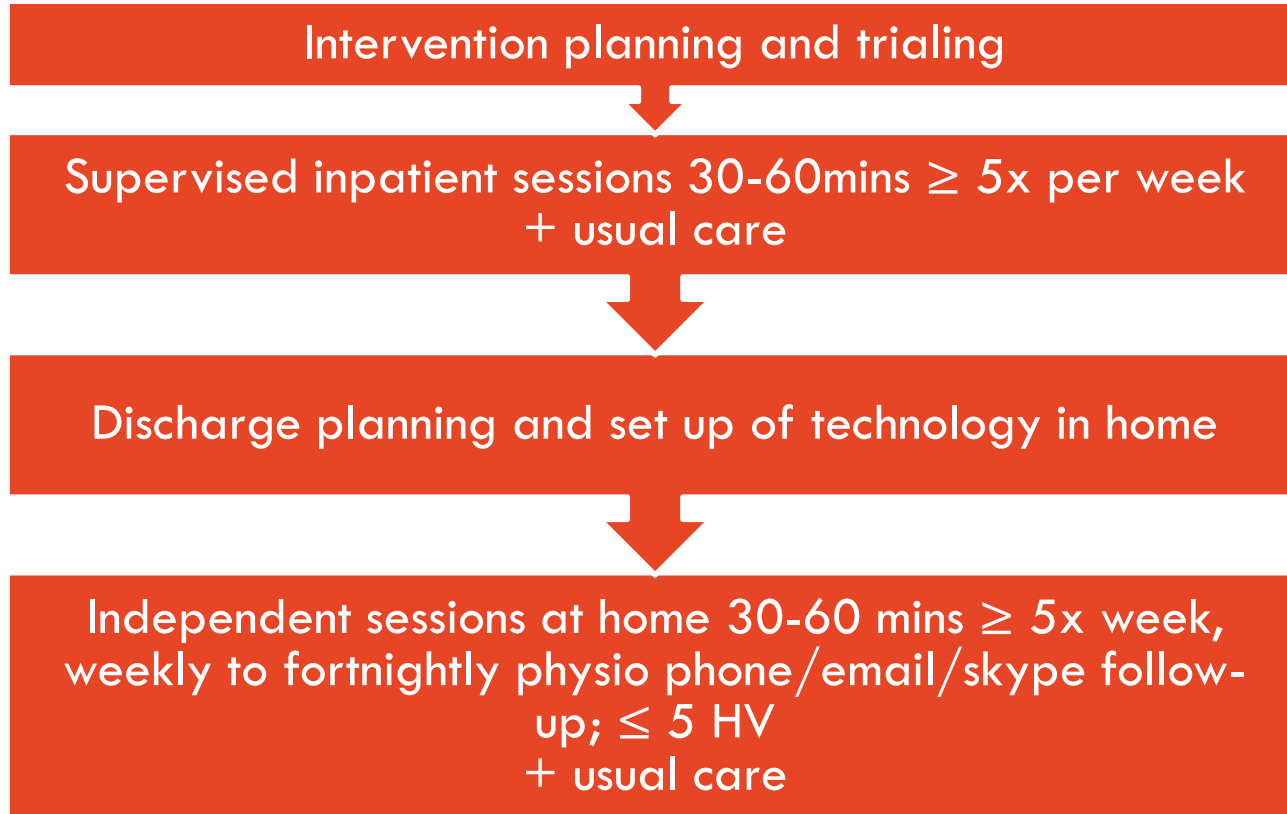 Intervention planning and trialing
Supervised inpatient sessions 30-60mins ≥ 5x per week
+ usual care
Discharge planning and set up of technology in home
Independent sessions at home 30-60 mins ≥ 5x week,
weekly to fortnightly physio phone/email/skype follow-
up; ≤ 5 HV
+ usual care